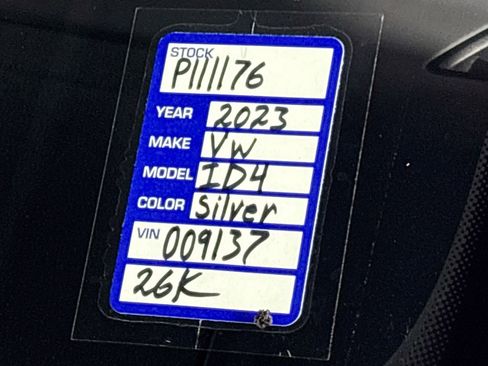 STOCK
P111176
YEAR 2023
MAKE VW
MODEL ID4
COLOR Silver
VIN 009137
26K